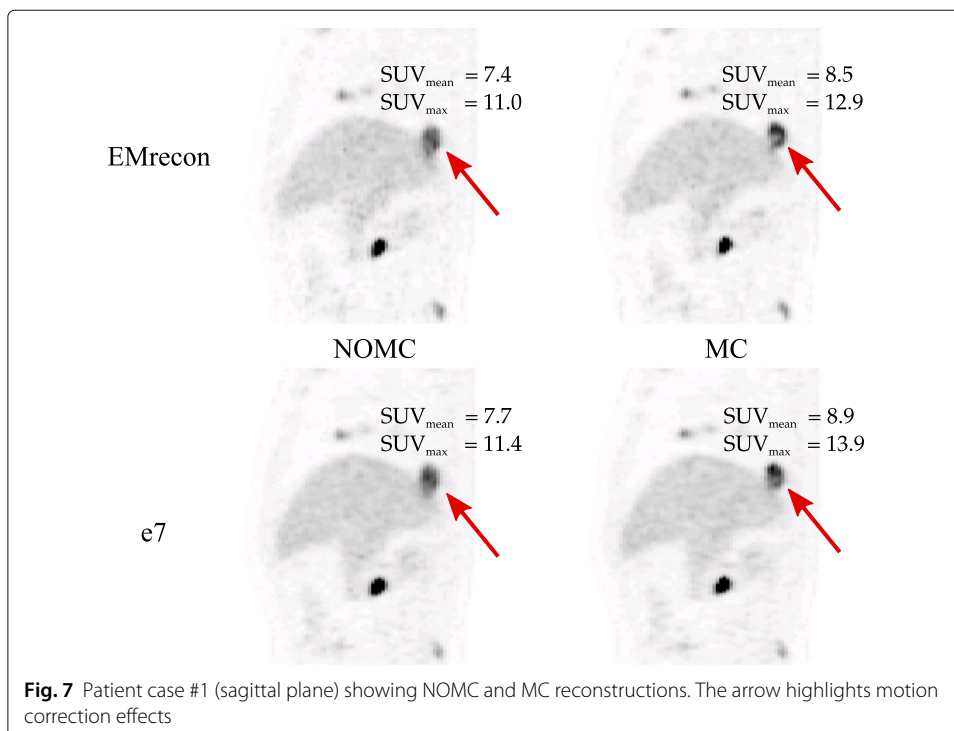 SUVmean = 7.4
SUVmax = 11.0
SUVmean = 8.5
SUVmax = 12.9
EMrecon
NOMC
MC
SUVmean = 7.7
SUVmax = 11.4
SUVmean = 8.9
SUVmax = 13.9
e7
Fig. 7 Patient case #1 (sagittal plane) showing NOMC and MC reconstructions. The arrow highlights motion
correction effects